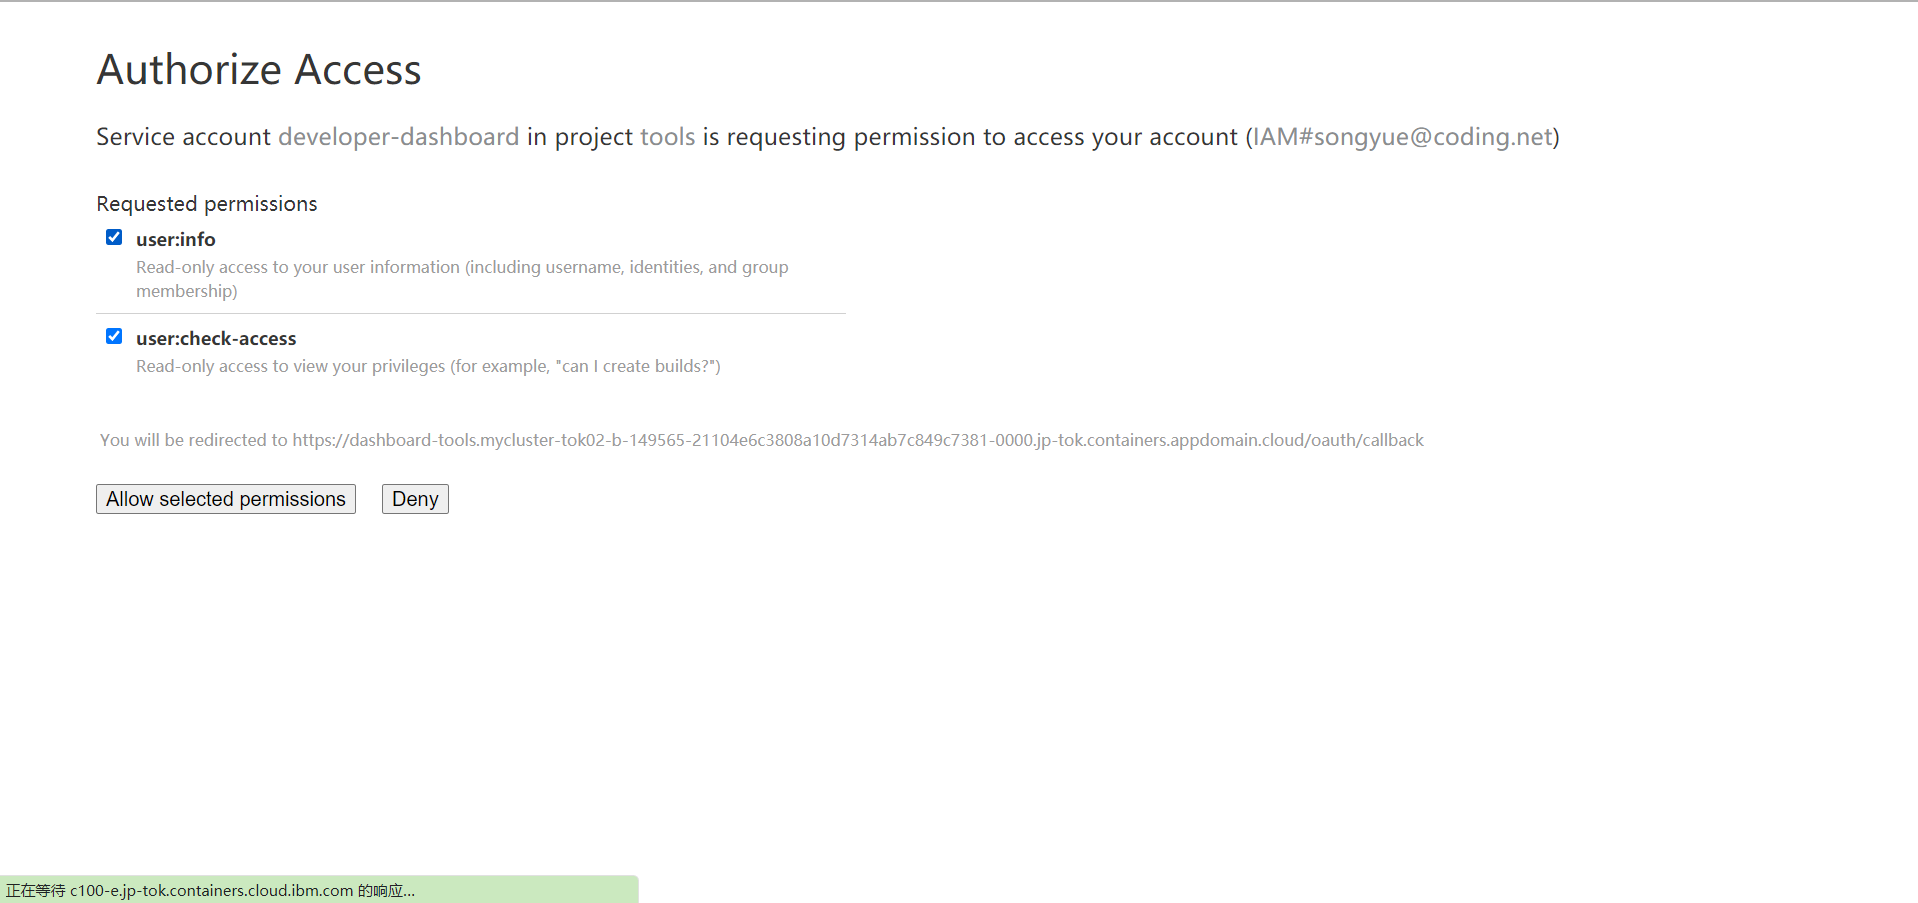 Authorize Access
Service account developer-dashboard in project tools is requesting permission to access your account (IAM#songyue@coding.net)
Requested permissions
user:info
Read-only access to your user information (including username, identities, and group
membership)
user:check-access
Read-only access to view your privileges (for example, "can I create builds?")
You will be redirected to https://dashboard-tools.mycluster-tok02-b-149565-21104e6c3808a10d7314ab7c849c7381-0000.jp-tok.containers.appdomain.cloud/oauth/callback
Allow selected permissions Deny
正在等待 c100-e.jp-tok.containers.cloud.ibm.com 的响应...